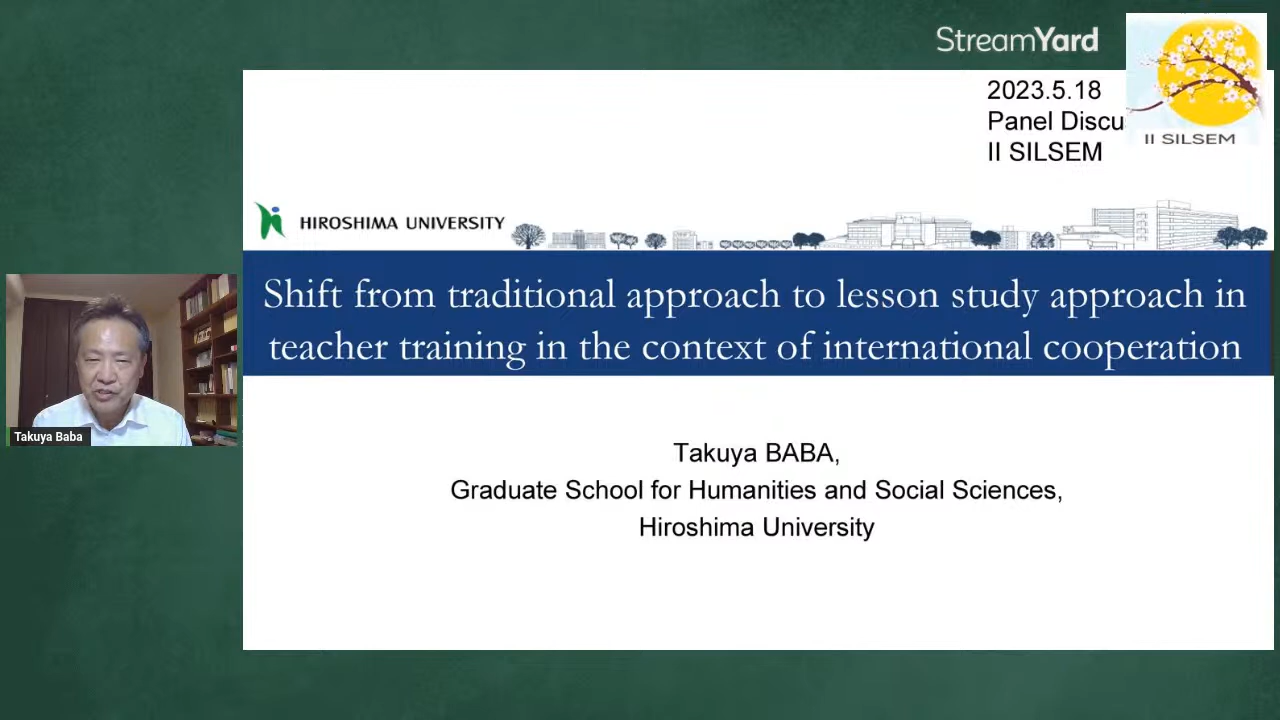 StreamYard
2023.5.18
Panel Discu
II SILSEM
II SILSEM
HIROSHIMA UNIVERSITY
Shift from traditional approach to lesson study approach in
teacher training in the context of international cooperation
Takuya Baba
Takuya BABA,
Graduate School for Humanities and Social Sciences,
Hiroshima University